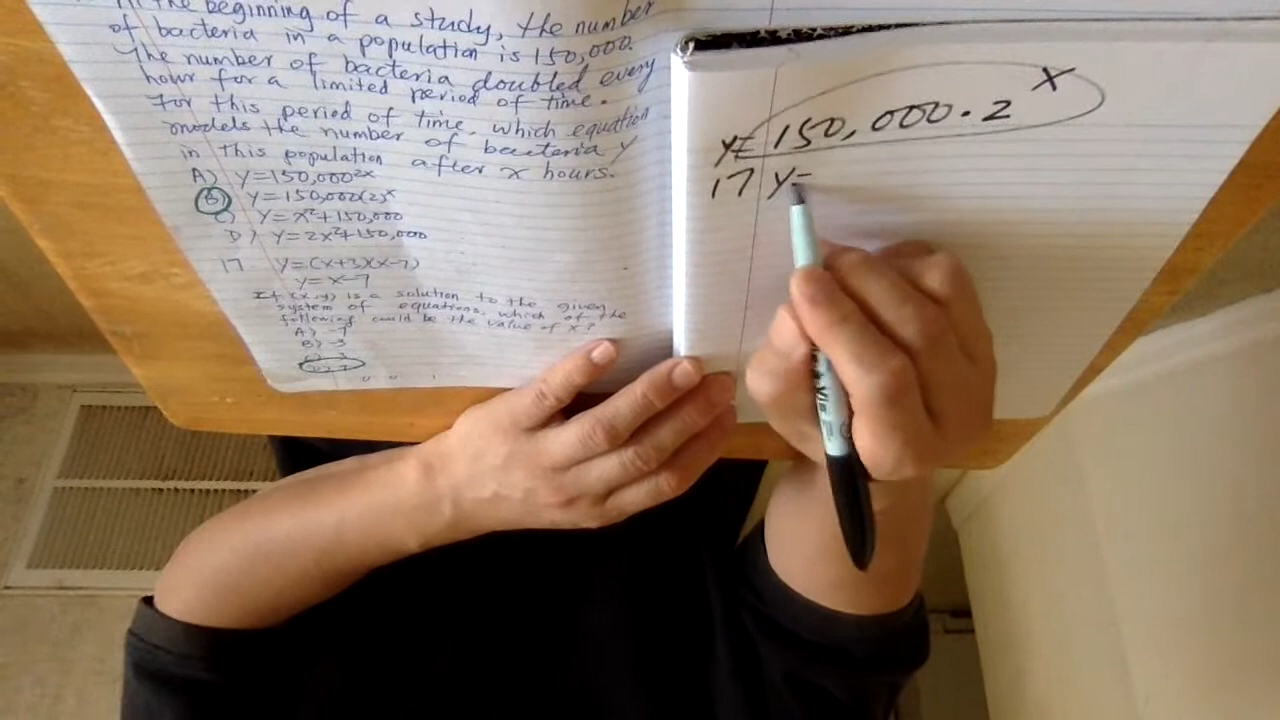 the beginning of a study, the number
of bacteria in a population is 150,000.
The number of bacteria doubled every
hour for a limited period of time.
For this period of time, which equation
models the number of bacteria y
in this population after x hours.
A) y=150,000^2x
B) y=150,000(2)^x
C) y=x²+150,000
D) y=2x²+150,000
17 y=(x+3)(x-7)
y=x-7
If (x,y) is a solution to the given
system of equations, which of the
following could be the value of x?
A) -7
B) -3
D) 7
y=150,000·2^x
17 y=